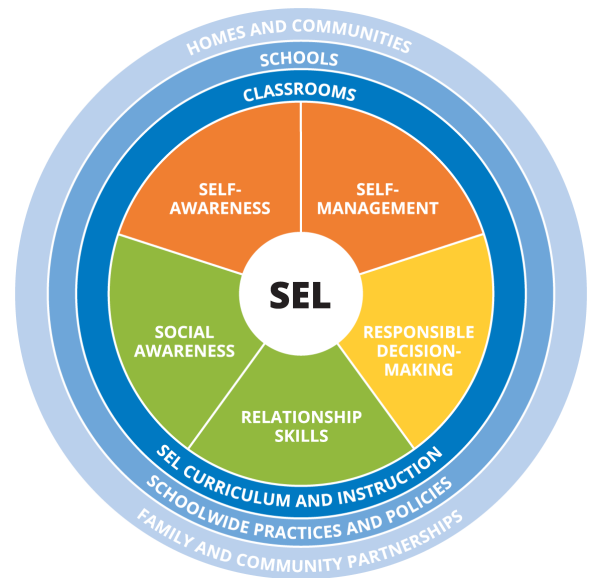 HOMES AND COMMUNITIES
SCHOOLS
CLASSROOMS
SELF-
AWARENESS
SELF-
MANAGEMENT
SEL
SOCIAL
AWARENESS
RESPONSIBLE
DECISION-
MAKING
RELATIONSHIP
SKILLS
SEL CURRICULUM AND INSTRUCTION
SCHOOLWIDE PRACTICES AND POLICIES
FAMILY AND COMMUNITY PARTNERSHIPS